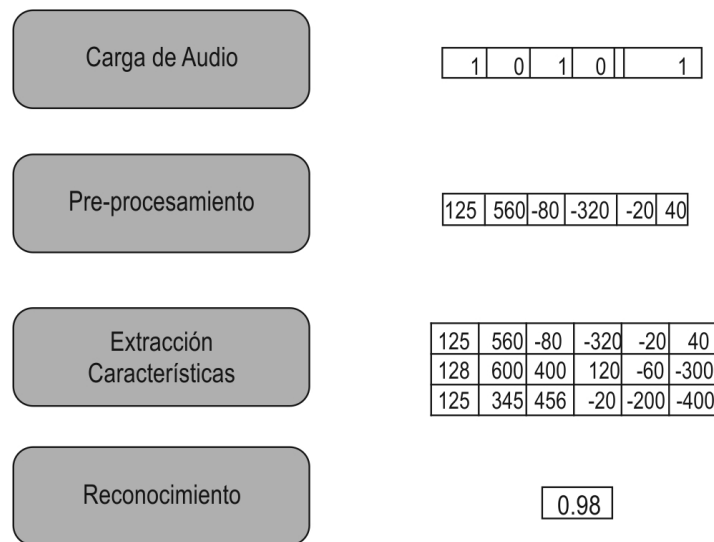 Carga de Audio
1 0 1 0 1
Pre-procesamiento
125 560 -80 -320 -20 40
Extracción
Características
125 560 -80 -320 -20 40
128 600 400 120 -60 -300
125 345 456 -20 -200 -400
Reconocimiento
0.98